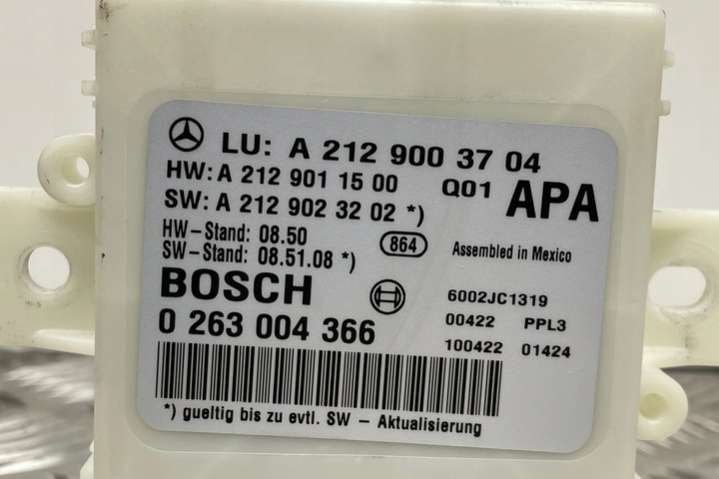 LU: A 212 900 37 04
HW: A 212 901 15 00 Q01 APA
SW: A 212 902 32 02 *)
HW-Stand: 08.50 864 Assembled in Mexico
SW-Stand: 08.51.08 *)
BOSCH 6002JC1319
0 263 004 366 00422 PPL3
100422 01424
*) gueltig bis zu evtl. SW - Aktualisierung